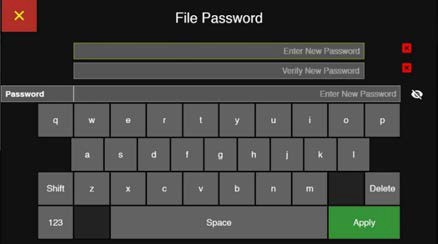 File Password
Enter New Password
Verify New Password
Password Enter New Password
q w e r t y u i o p
a s d f g h j k l
Shift z x c v b n m Delete
123 Space Apply